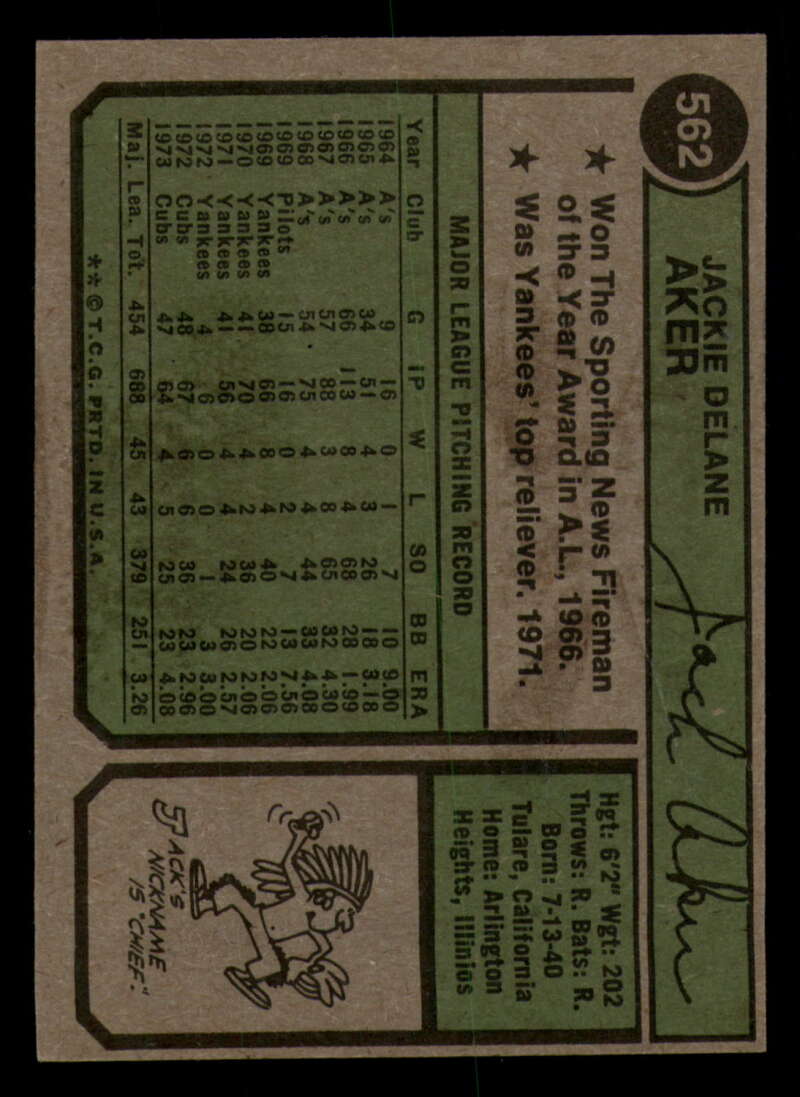 562
JACKIE DELANE
AKER
Jack Aker
★ Won The Sporting News Fireman
of the Year Award in A.L., 1966.
★ Was Yankees' top reliever. 1971.
MAJOR LEAGUE PITCHING RECORD
Year Club G IP W L SO BB ERA
1964 A's 9 16 0 1 7 10 9.00
1965 A's 34 51 4 3 26 18 3.18
1966 A's 66 113 8 4 68 28 1.99
1967 A's 57 88 3 8 65 32 4.30
1968 A's 54 75 4 4 44 33 4.08
1969 Pilots 15 16 0 2 7 13 7.56
1969 Yankees 38 66 8 4 40 22 2.06
1970 Yankees 41 70 4 2 36 20 2.06
1971 Yankees 41 56 4 4 24 26 2.57
1972 Yankees 4 6 0 0 1 3 3.00
1972 Cubs 48 67 6 6 36 23 2.96
1973 Cubs 47 64 4 5 25 23 4.08
Maj. Lea. Tot. 454 688 45 43 379 251 3.26
**©T.C.G. PRTD. IN U.S.A.
Hgt: 6'2" Wgt: 202
Throws: R. Bats: R.
Born: 7-13-40
Tulare, California
Home: Arlington
Heights, Illinios
JACK'S
NICKNAME
IS "CHIEF."